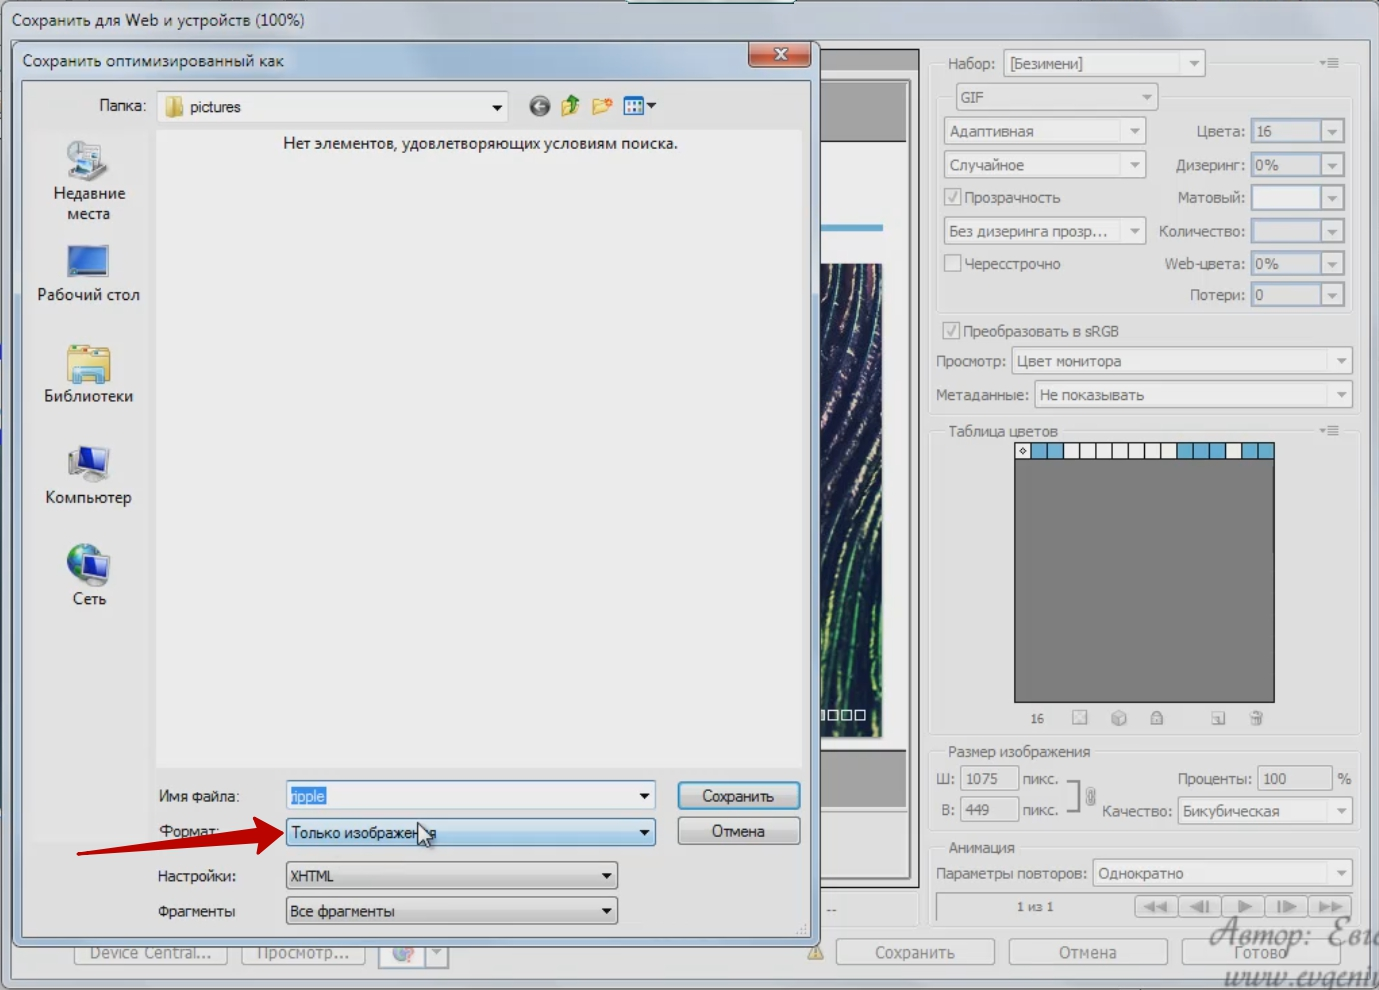 Сохранить для Web и устройств (100%)
Сохранить оптимизированный как
Папка: pictures
Нет элементов, удовлетворяющих условиям поиска.
Недавние
места
Рабочий стол
Библиотеки
Компьютер
Сеть
Имя файла: ripple
Сохранить
Формат: Только изображения
Отмена
Настройки: XHTML
Фрагменты Все фрагменты
Набор: [Безимени]
GIF
Адаптивная Цвета: 16
Случайное Дизеринг: 0%
Прозрачность Матовый:
Без дизеринга прозр... Количество:
Чересстрочно Web-цвета: 0%
Потери: 0
Преобразовать в sRGB
Просмотр: Цвет монитора
Метаданные: Не показывать
Таблица цветов
16
Размер изображения
Ш: 1075 пикс. Проценты: 100 %
В: 449 пикс. Качество: Бикубическая
Анимация
Параметры повторов: Однократно
1 из 1
--
Device Central... Просмотр... Сохранить Отмена Готово
Автор: Евге
www.evgeniy